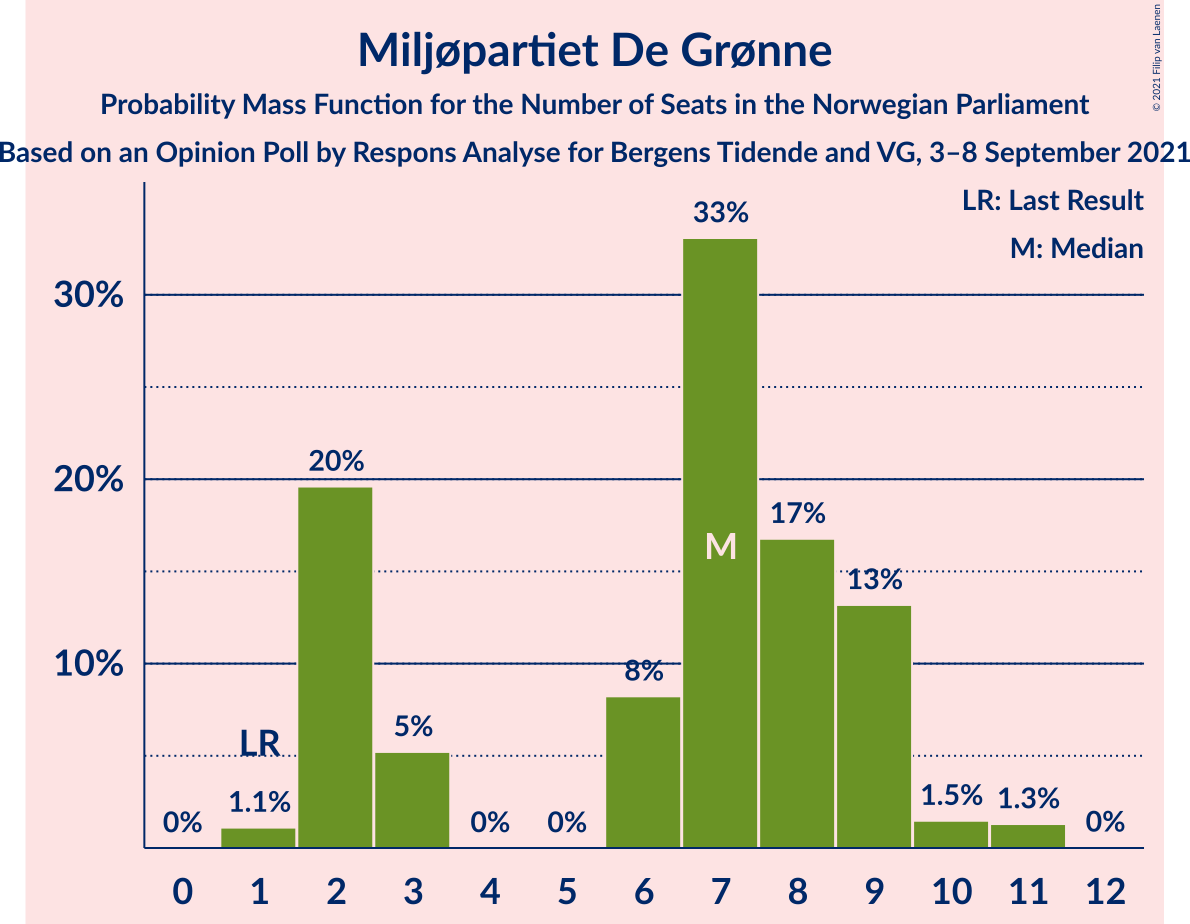 Miljøpartiet De Grønne
Probability Mass Function for the Number of Seats in the Norwegian Parliament
Based on an Opinion Poll by Respons Analyse for Bergens Tidende and VG, 3–8 September 2021
© 2021 Filip van Laenen
LR: Last Result
M: Median
30%
20%
10%
0%
LR
1.1%
20%
5%
0%
0%
8%
33%
M
17%
13%
1.5%
1.3%
0%
0 1 2 3 4 5 6 7 8 9 10 11 12